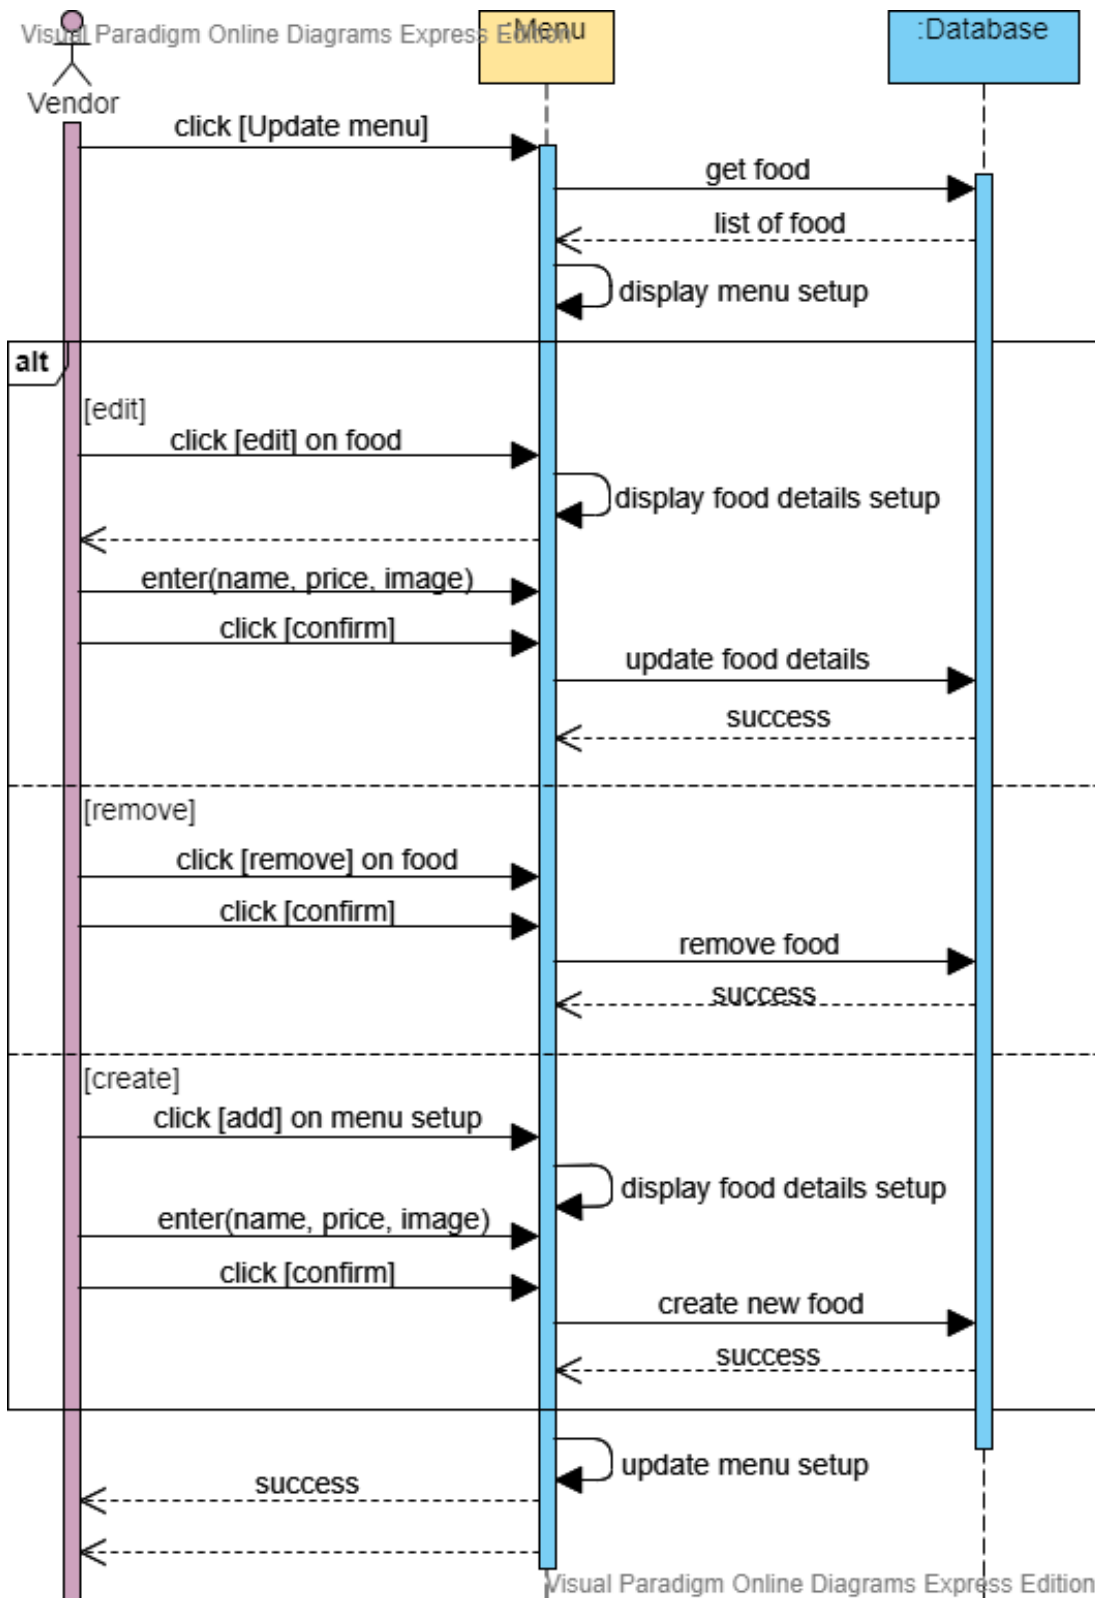 Visual Paradigm Online Diagrams Express Edition
:Menu
:Database
Vendor
click [Update menu]
get food
list of food
display menu setup
alt
[edit]
click [edit] on food
display food details setup
enter(name, price, image)
click [confirm]
update food details
success
[remove]
click [remove] on food
click [confirm]
remove food
success
[create]
click [add] on menu setup
display food details setup
enter(name, price, image)
click [confirm]
create new food
success
update menu setup
success
Visual Paradigm Online Diagrams Express Edition